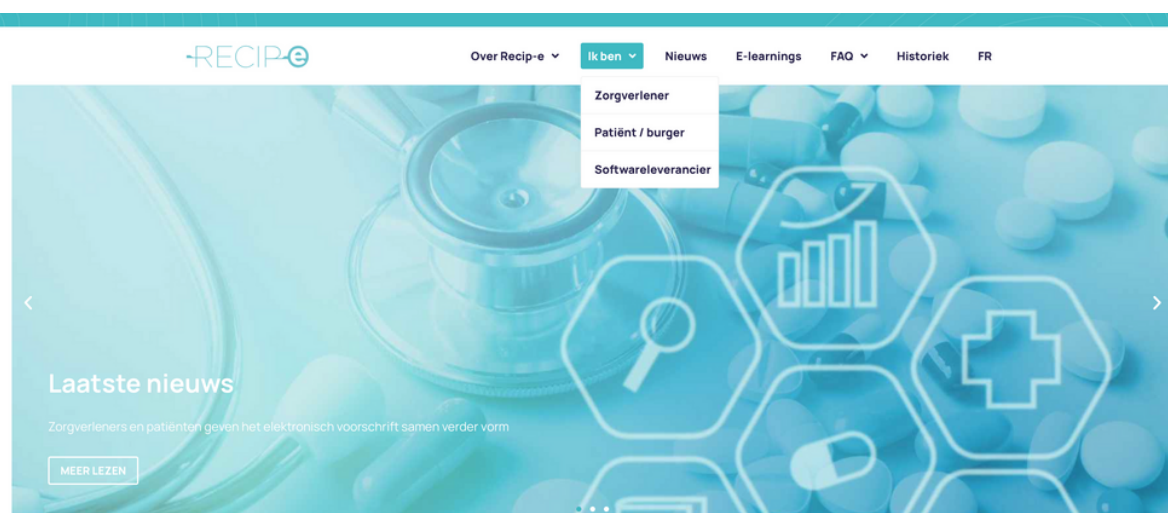 RECIP-e
Over Recip-e
Ik ben
Nieuws
E-learnings
FAQ
Historiek
FR
Zorgverlener
Patiënt / burger
Softwareleverancier
Laatste nieuws
Zorgverleners en patiënten geven het elektronisch voorschrift samen verder vorm
MEER LEZEN